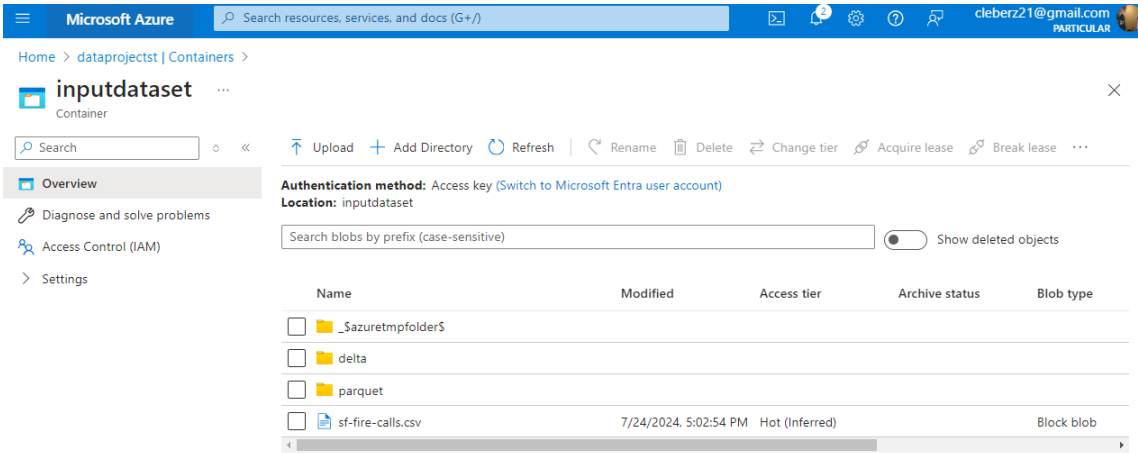 Microsoft Azure
Search resources, services, and docs (G+/)
2
cleberz21@gmail.com
PARTICULAR
Home > dataprojectst | Containers >
inputdataset ...
Container
Search
Upload Add Directory Refresh Rename Delete Change tier Acquire lease Break lease ...
Overview
Diagnose and solve problems
Access Control (IAM)
Settings
Authentication method: Access key (Switch to Microsoft Entra user account)
Location: inputdataset
Search blobs by prefix (case-sensitive)
Show deleted objects
Name Modified Access tier Archive status Blob type
_$azuretmpfolder$
delta
parquet
sf-fire-calls.csv 7/24/2024, 5:02:54 PM Hot (Inferred) Block blob